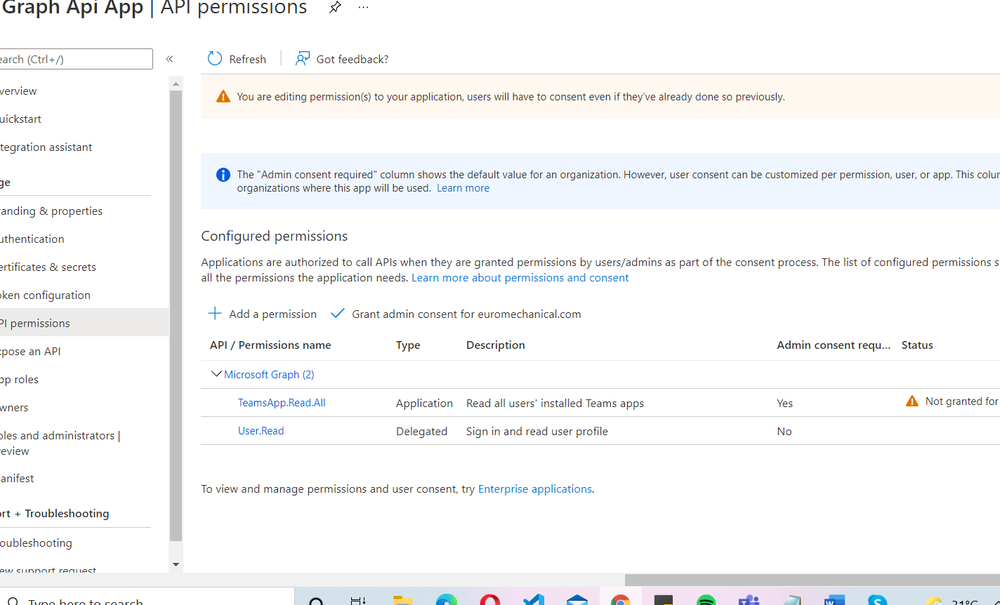 Graph Api App | API permissions
earch (Ctrl+/)
«
Refresh
Got feedback?
verview
uickstart
ntegration assistant
ge
randing & properties
uthentication
ertificates & secrets
oken configuration
PI permissions
xpose an API
pp roles
wners
oles and administrators |
review
anifest
ort + Troubleshooting
roubleshooting
ew support request
You are editing permission(s) to your application, users will have to consent even if they've already done so previously.
The "Admin consent required" column shows the default value for an organization. However, user consent can be customized per permission, user, or app. This colu
organizations where this app will be used. Learn more
Configured permissions
Applications are authorized to call APIs when they are granted permissions by users/admins as part of the consent process. The list of configured permissions s
all the permissions the application needs. Learn more about permissions and consent
Add a permission
Grant admin consent for euromechanical.com
API / Permissions name Type Description Admin consent requ... Status
Microsoft Graph (2)
TeamsApp.Read.All Application Read all users' installed Teams apps Yes Not granted for
User.Read Delegated Sign in and read user profile No
To view and manage permissions and user consent, try Enterprise applications.
Type here to search
31°C